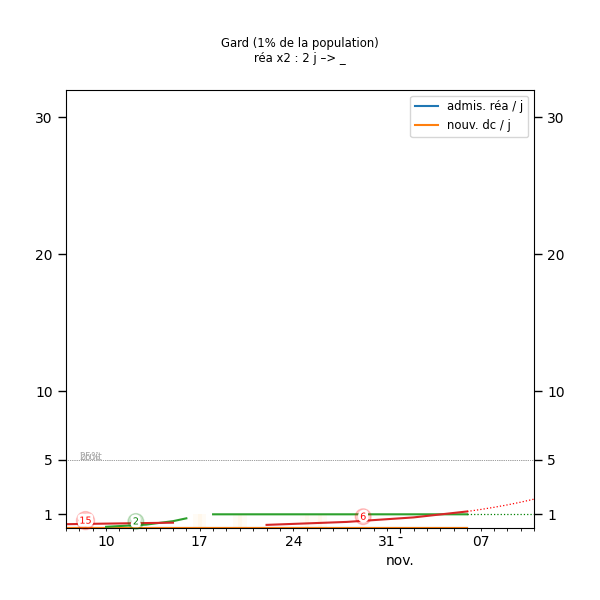 Gard (1% de la population)
réa x2 : 2 j –> _
admis. réa / j
nouv. dc / j
30 30
20 20
10 10
5 5
1 1
15 2 6
10 17 24 31 - 07
nov.